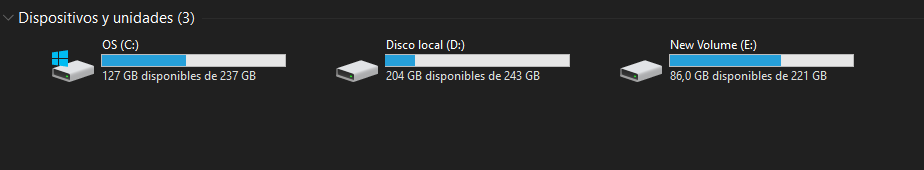 Dispositivos y unidades (3)
OS (C:)
127 GB disponibles de 237 GB
Disco local (D:)
204 GB disponibles de 243 GB
New Volume (E:)
86,0 GB disponibles de 221 GB